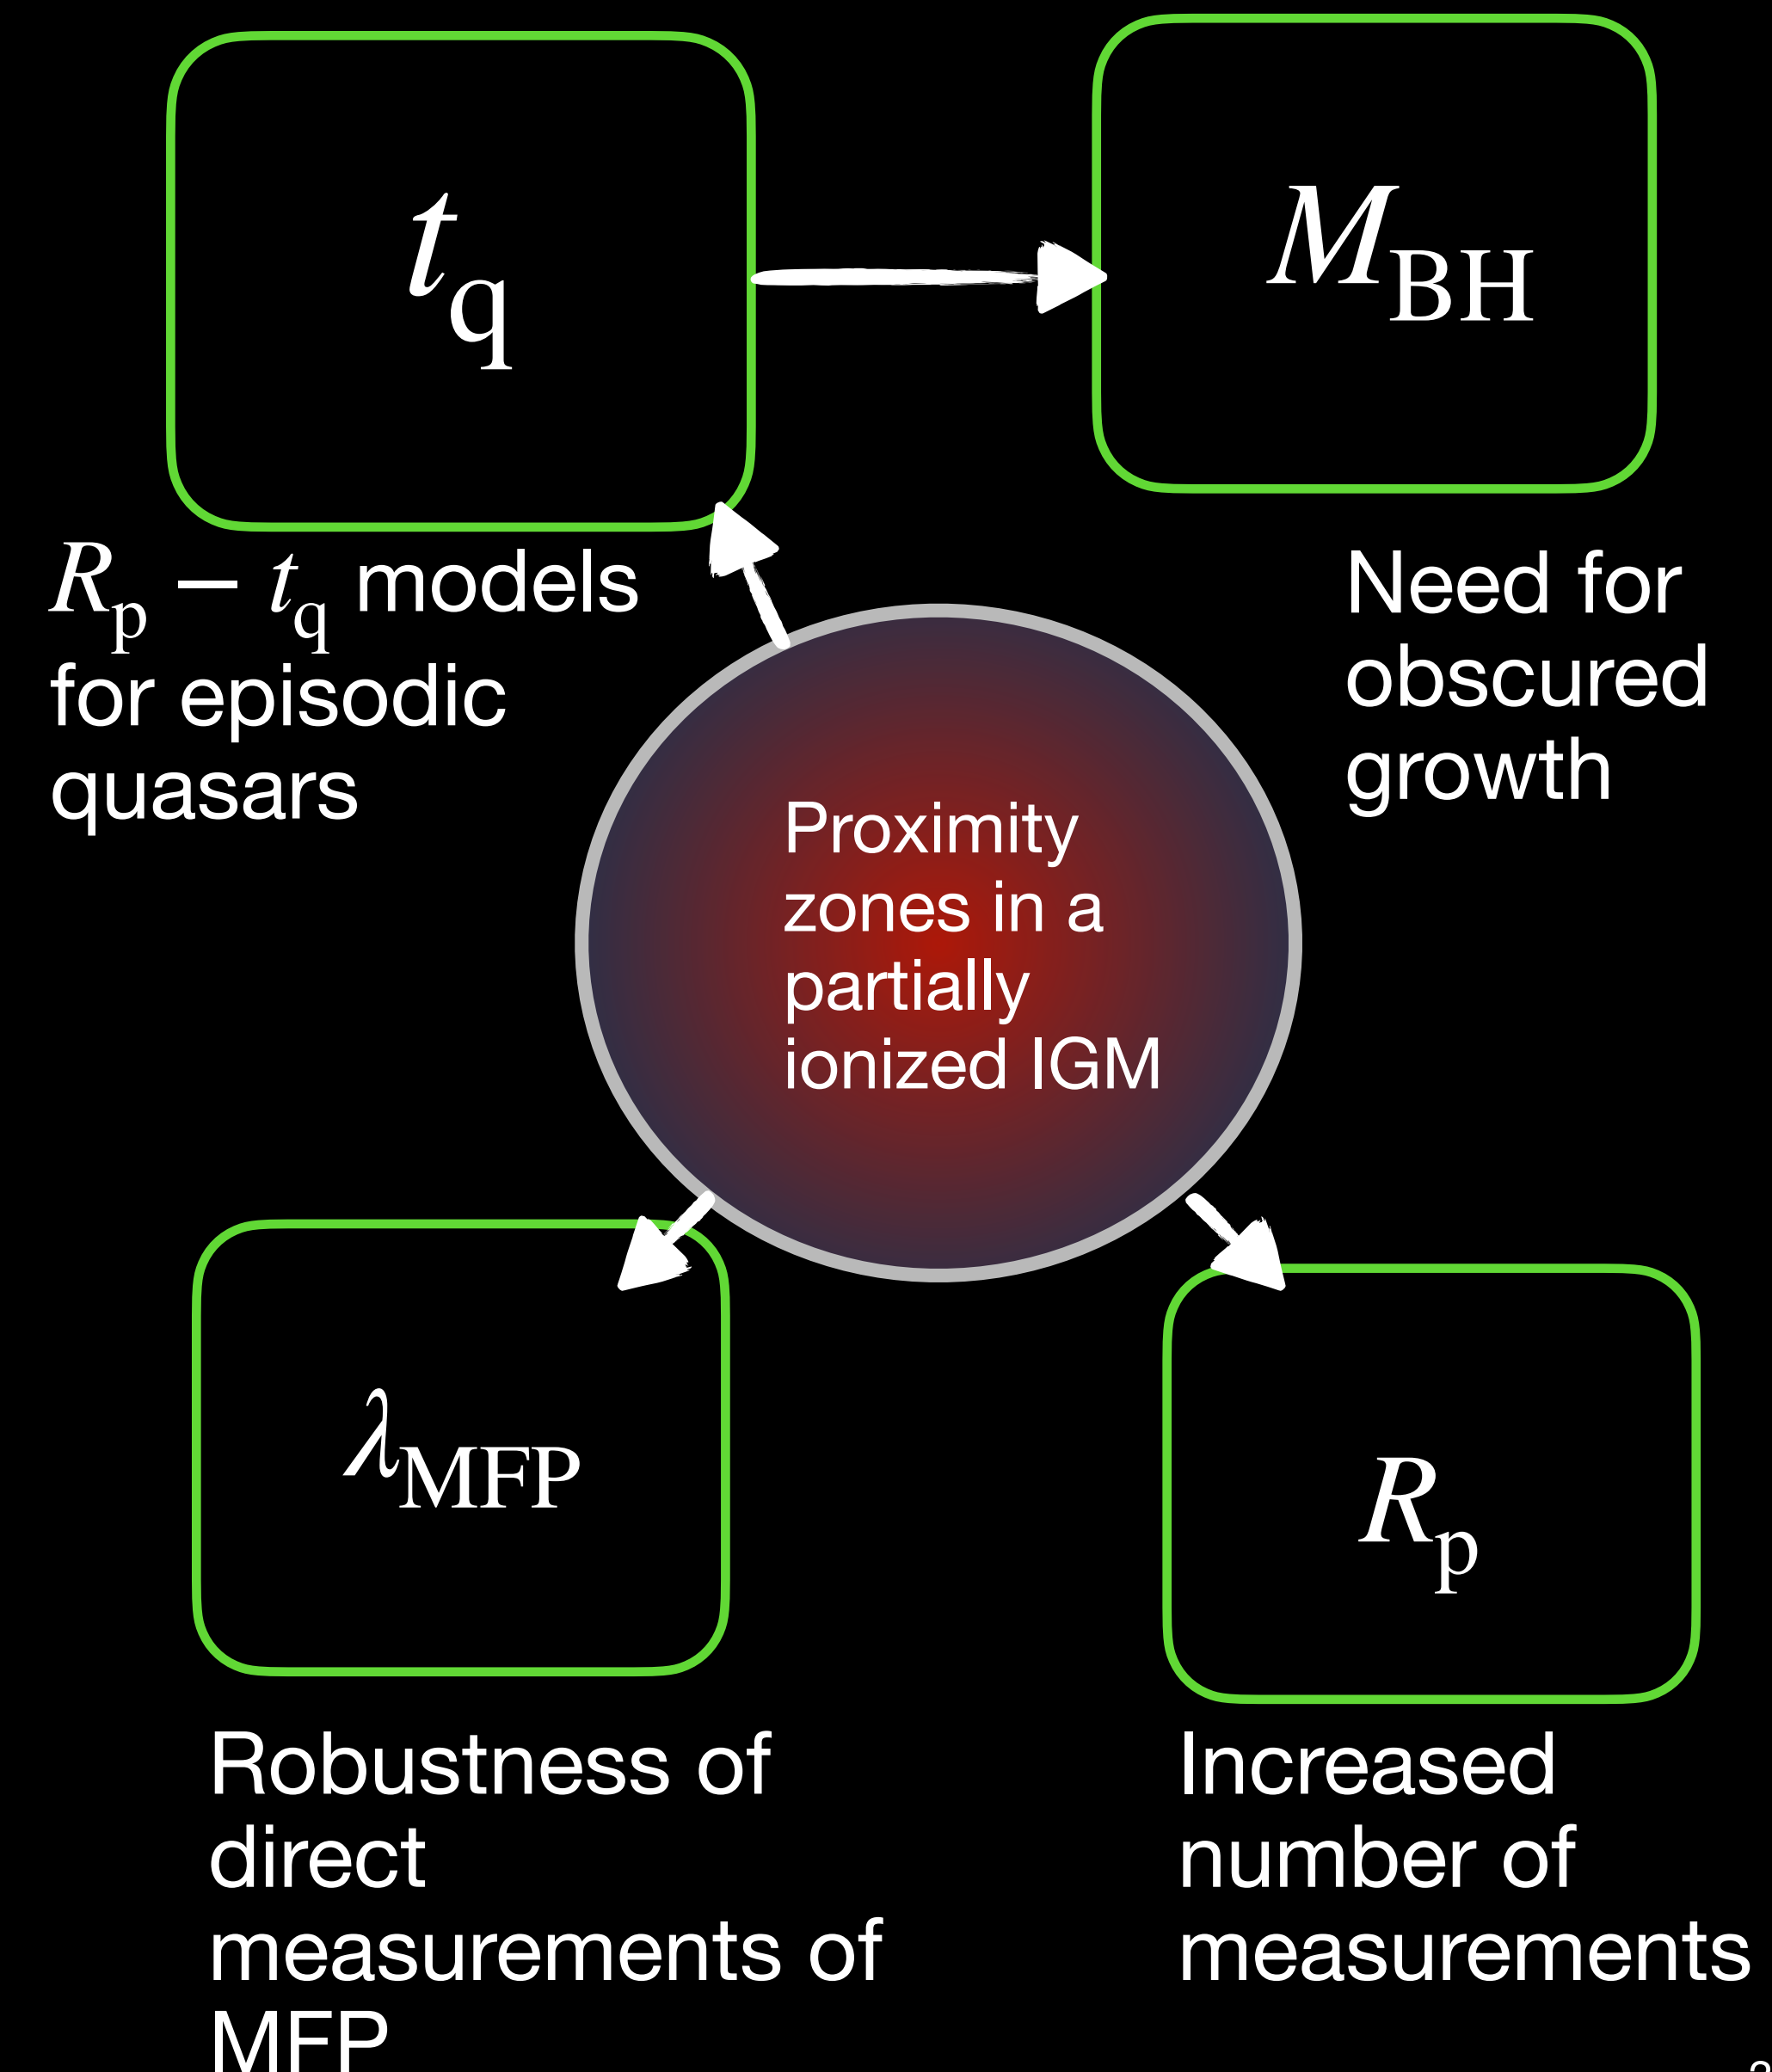 t_q
M_BH
R_p − t_q models
for episodic
quasars
Need for
obscured
growth
Proximity
zones in a
partially
ionized IGM
λ_MFP
R_p
Robustness of
direct
measurements of
MFP
Increased
number of
measurements